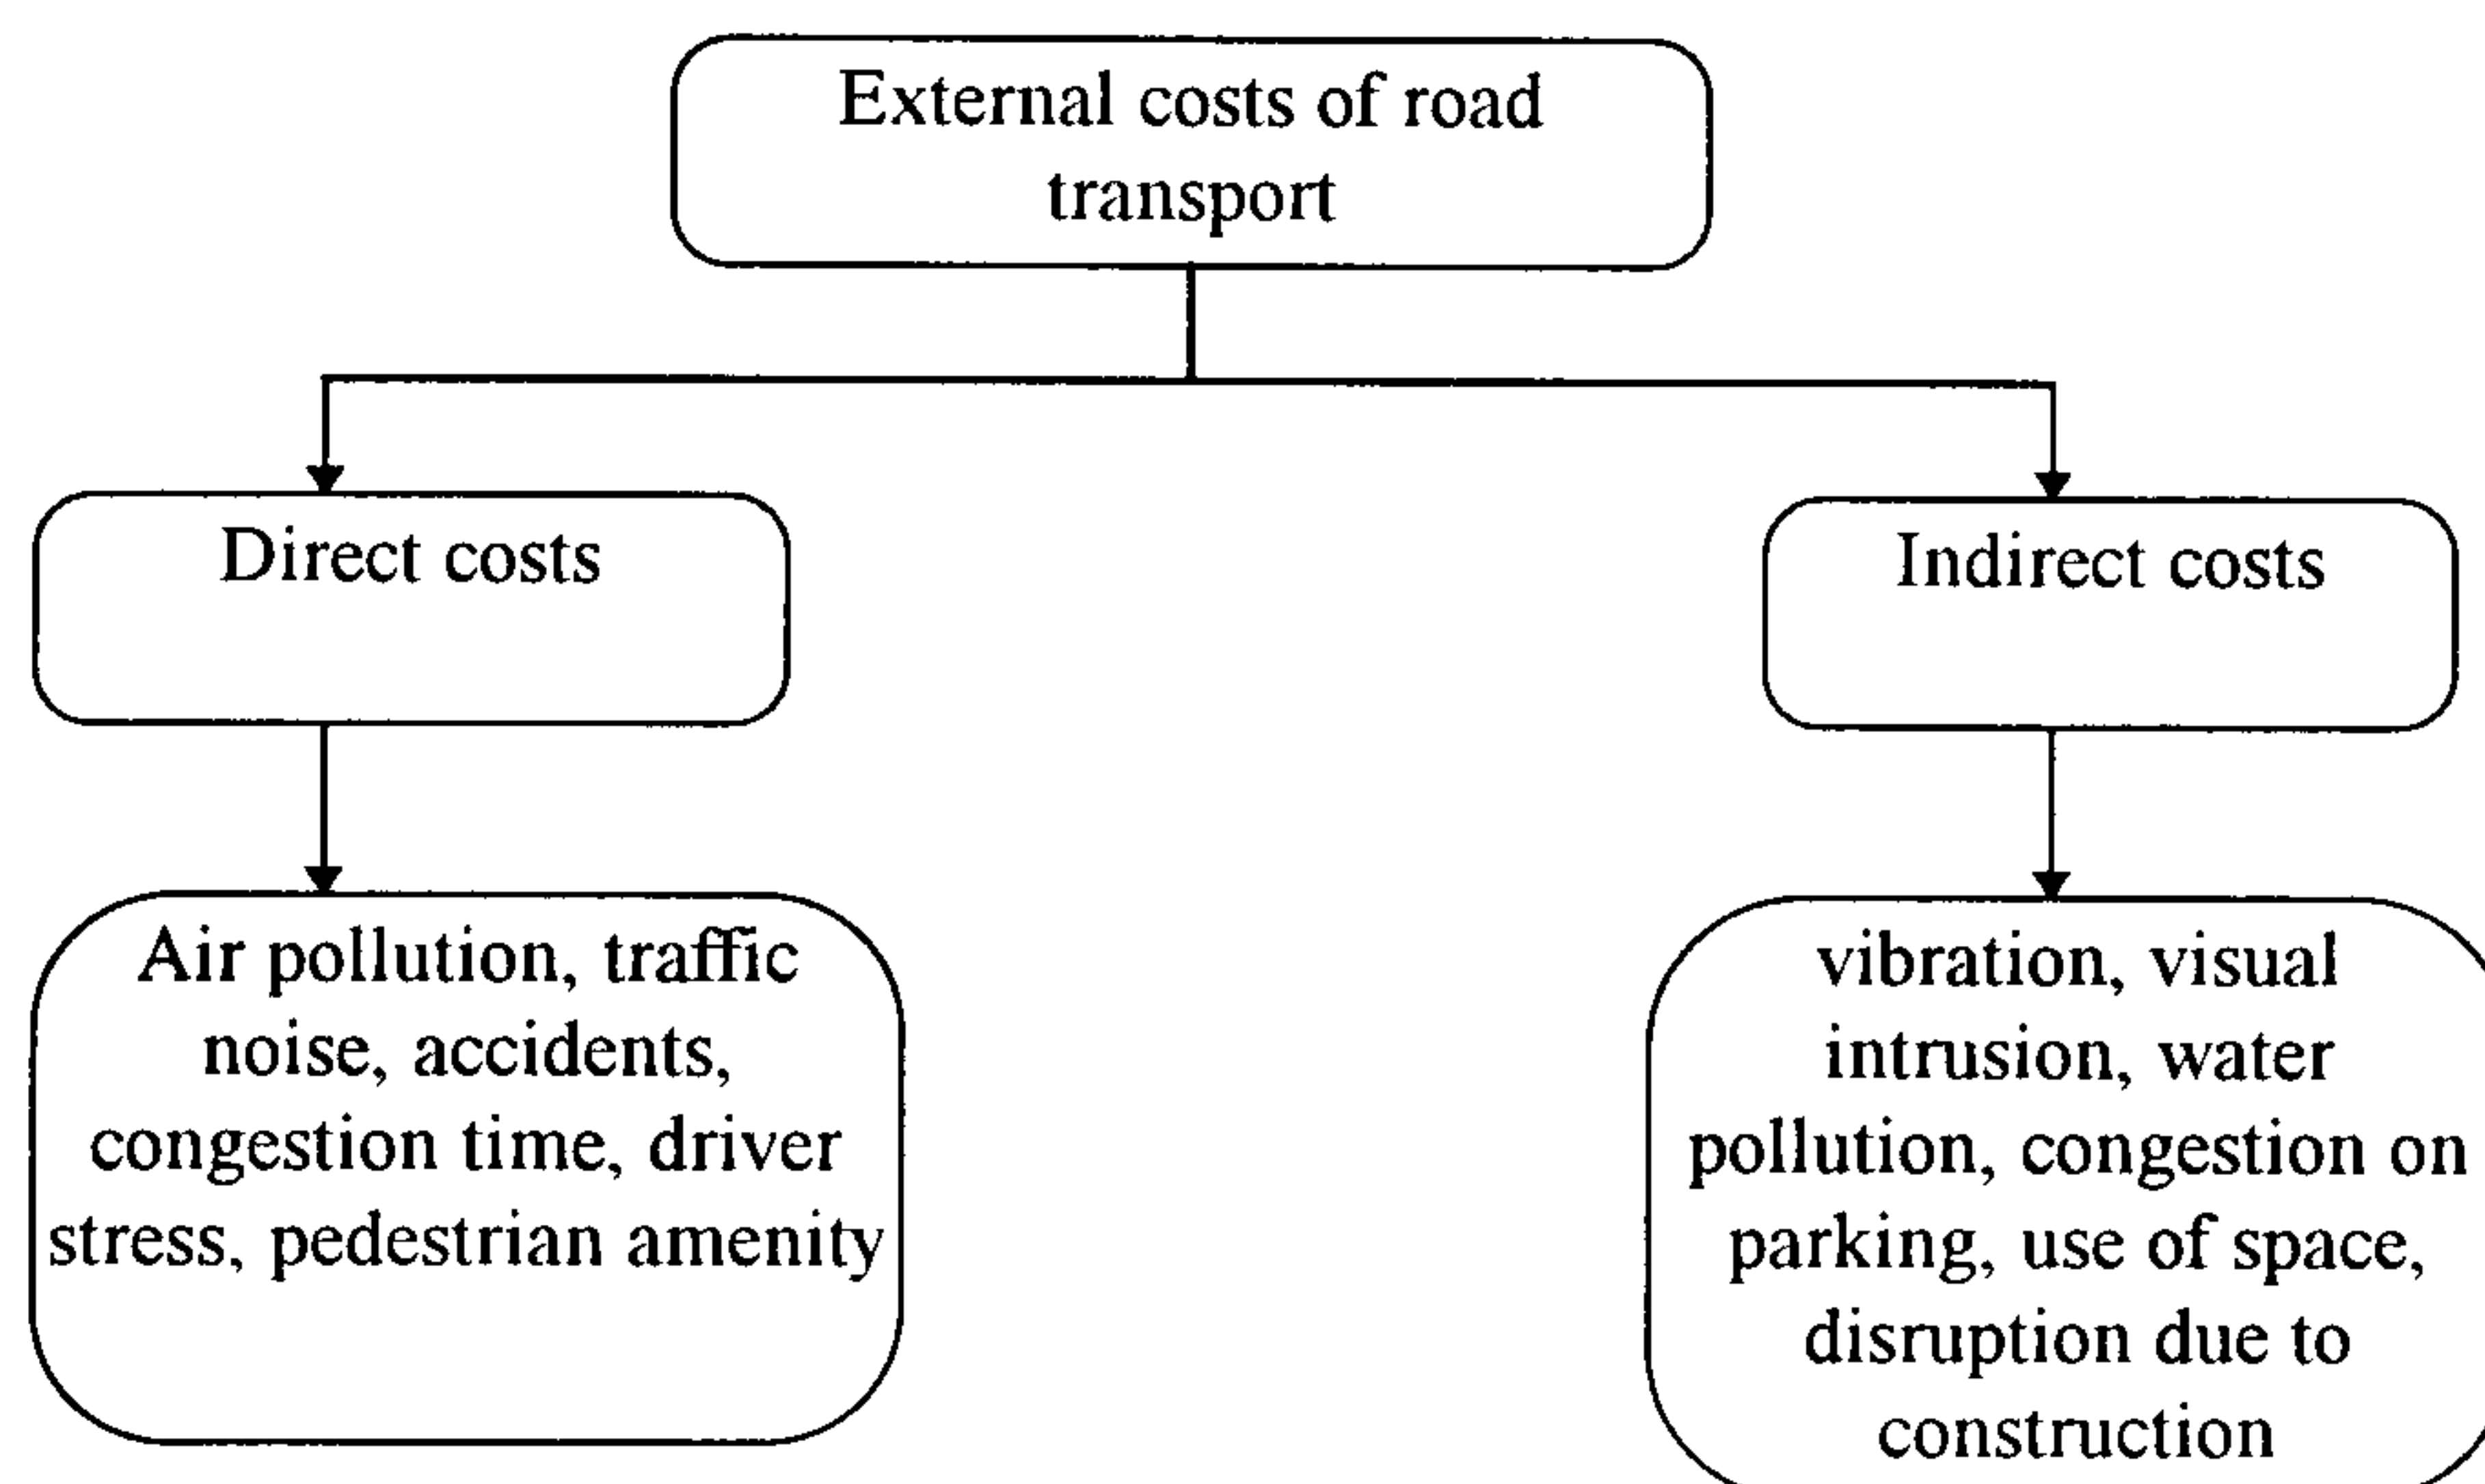 External costs of road
transport
Direct costs
Indirect costs
Air pollution, traffic
noise, accidents,
congestion time, driver
stress, pedestrian amenity
vibration, visual
intrusion, water
pollution, congestion on
parking, use of space,
disruption due to
construction